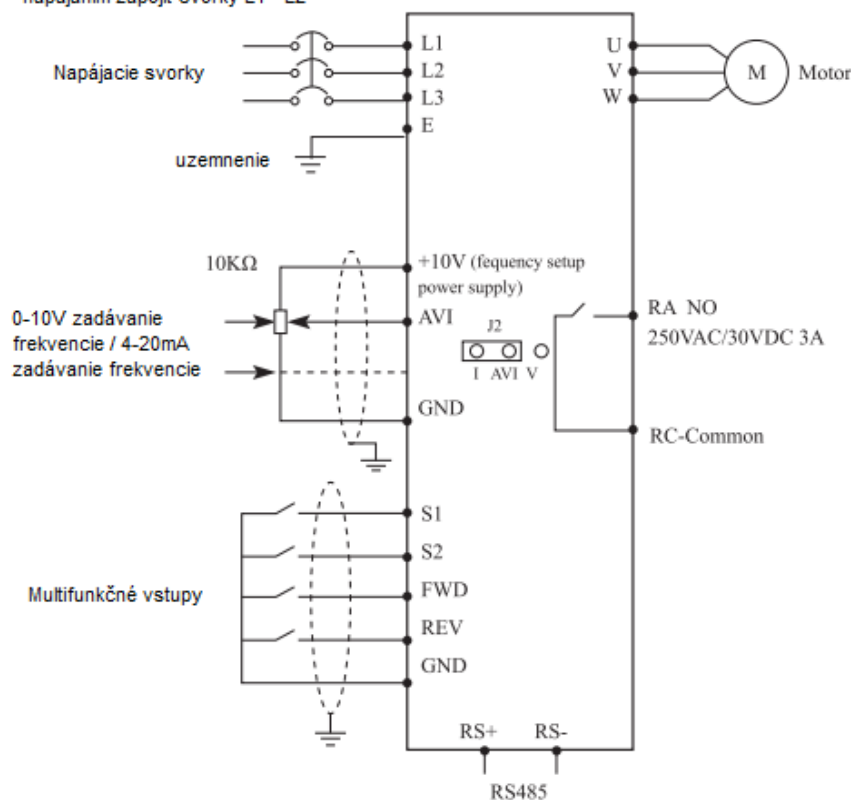 napájaním zapojiť Svorky L1 - L2
L1
L2
L3
E
Napájacie svorky
uzemnenie
U
V
W
M
Motor
10KΩ
+10V (fequency setup
power supply)
AVI
GND
0-10V zadávanie
frekvencie / 4-20mA
zadávanie frekvencie
J2
I AVI V
RA NO
250VAC/30VDC 3A
RC-Common
S1
S2
FWD
REV
GND
Multifunkčné vstupy
RS+ RS-
RS485